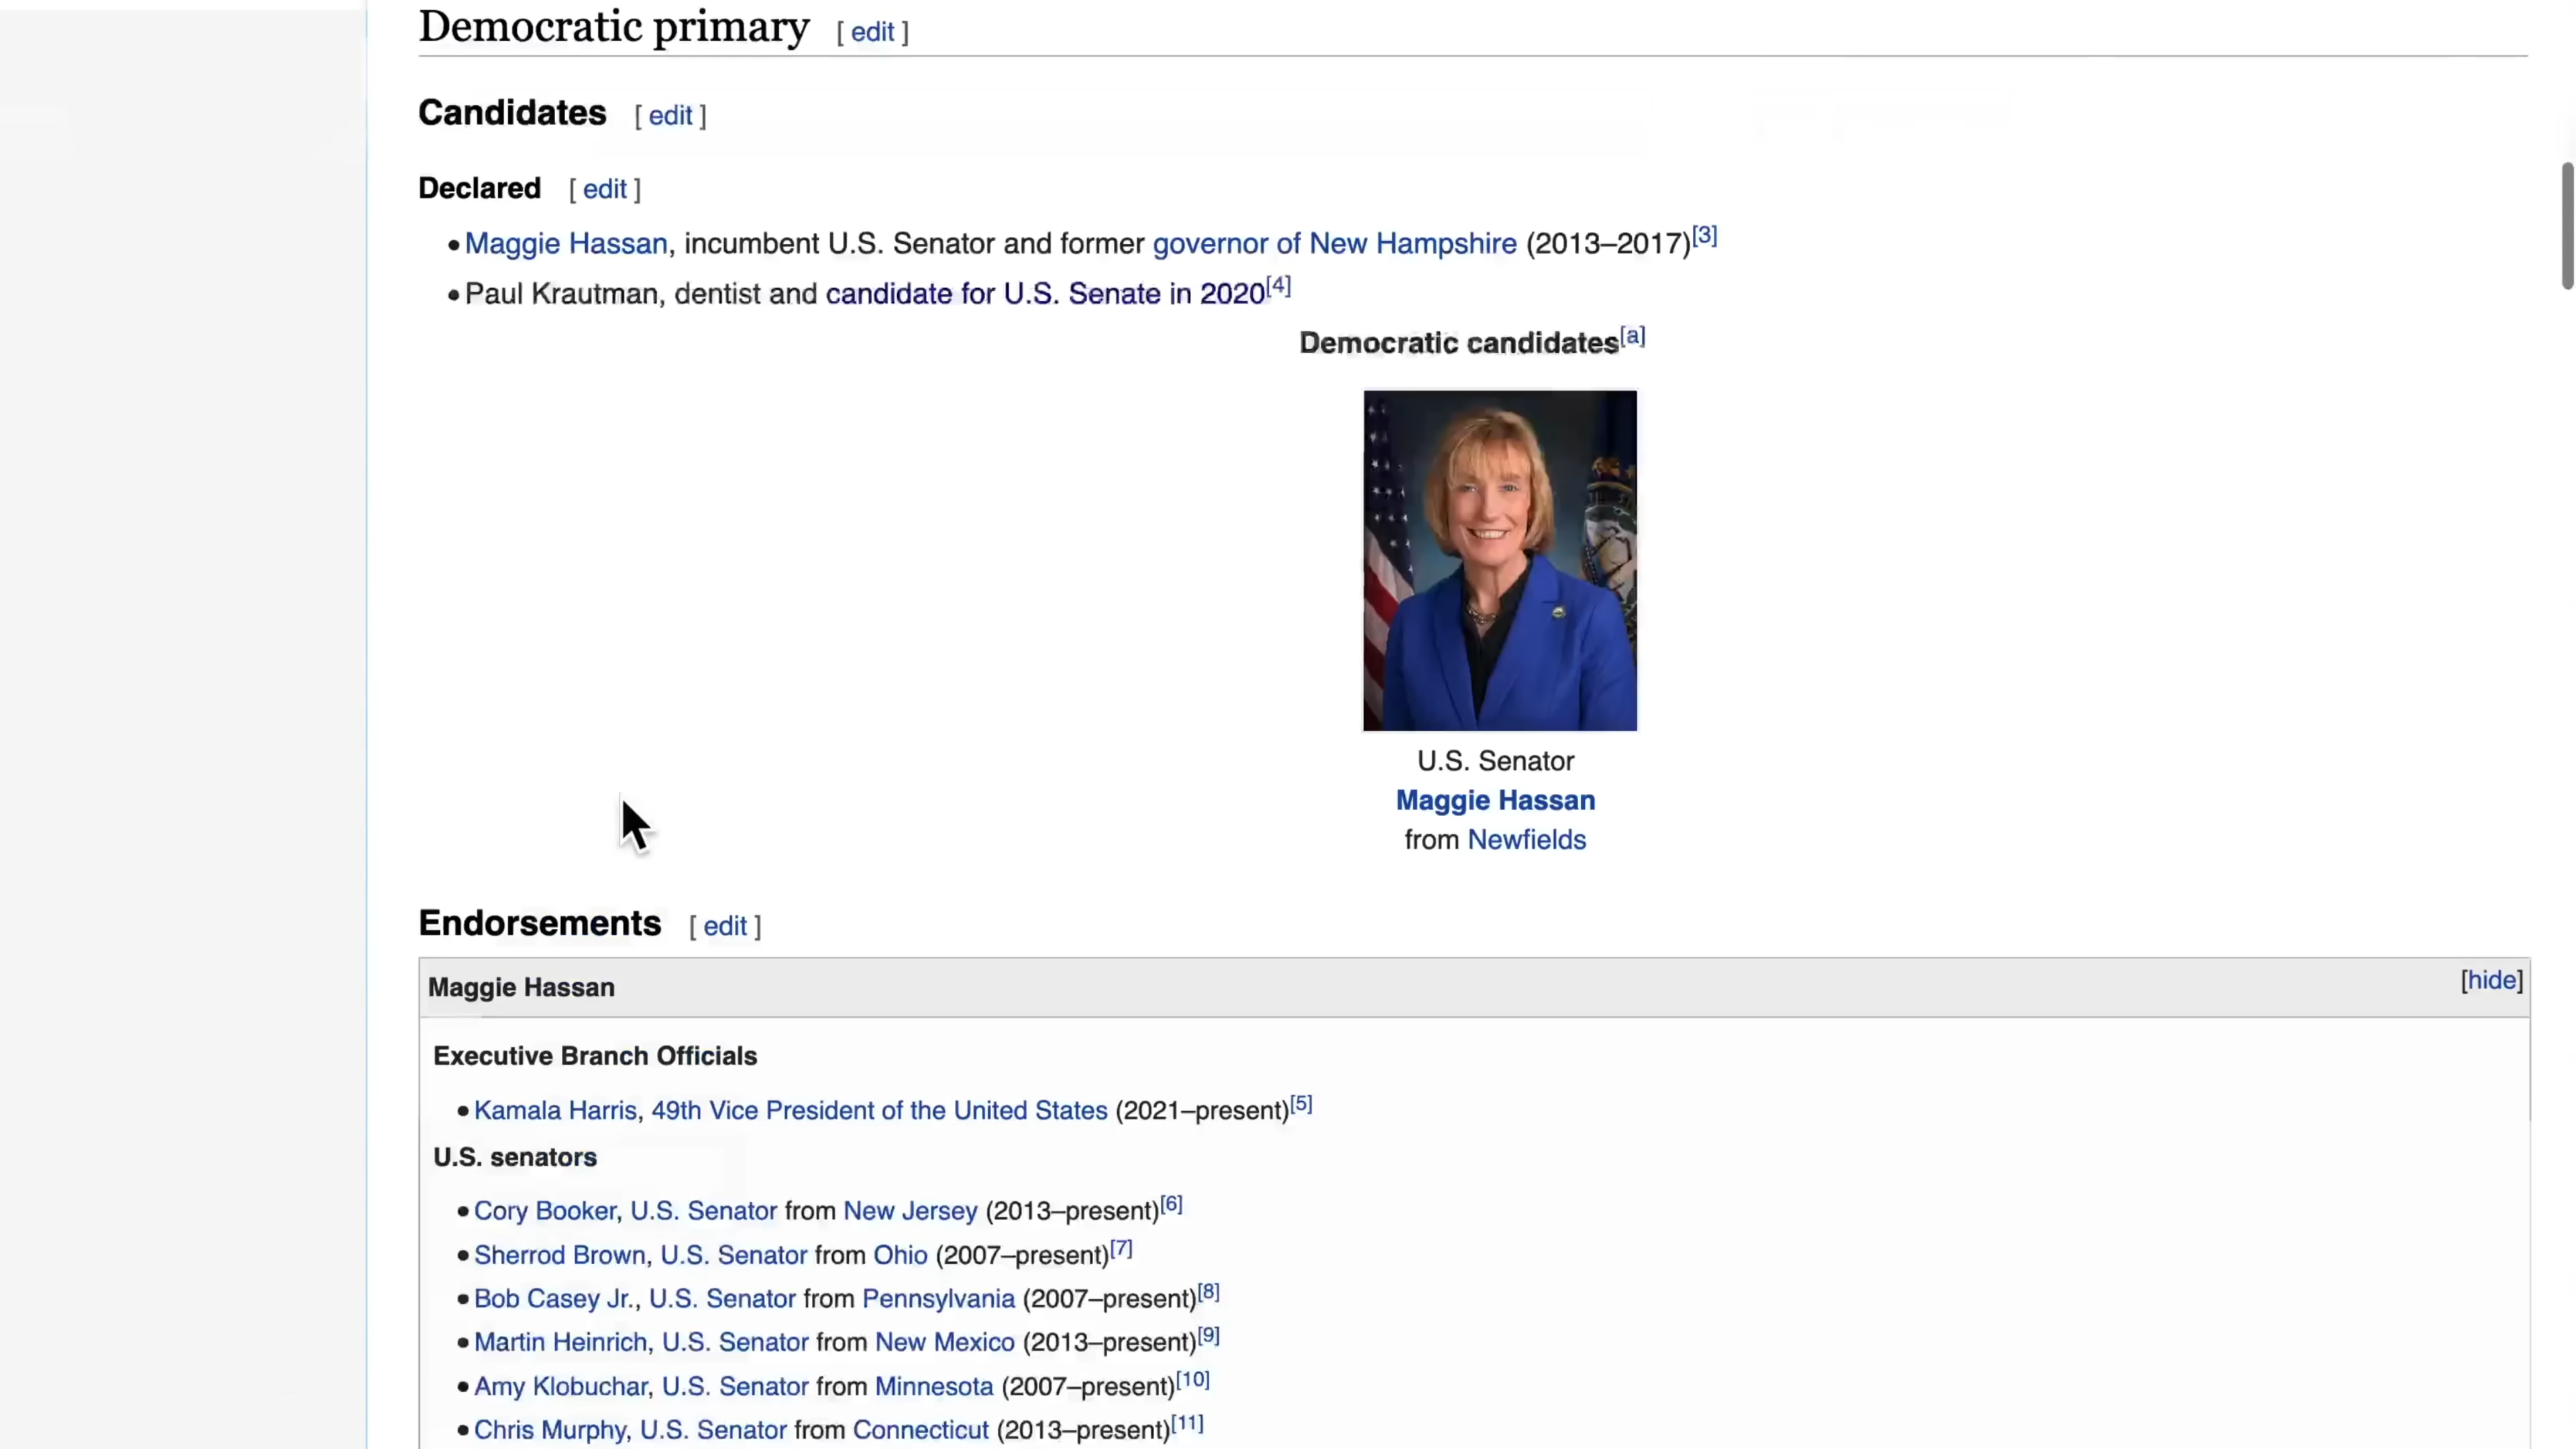 Democratic primary [ edit ]
Candidates [ edit ]
Declared [ edit ]
• Maggie Hassan, incumbent U.S. Senator and former governor of New Hampshire (2013–2017)[3]
• Paul Krautman, dentist and candidate for U.S. Senate in 2020[4]
Democratic candidates[a]
U.S. Senator
Maggie Hassan
from Newfields
Endorsements [ edit ]
Maggie Hassan [hide]
Executive Branch Officials
• Kamala Harris, 49th Vice President of the United States (2021–present)[5]
U.S. senators
• Cory Booker, U.S. Senator from New Jersey (2013–present)[6]
• Sherrod Brown, U.S. Senator from Ohio (2007–present)[7]
• Bob Casey Jr., U.S. Senator from Pennsylvania (2007–present)[8]
• Martin Heinrich, U.S. Senator from New Mexico (2013–present)[9]
• Amy Klobuchar, U.S. Senator from Minnesota (2007–present)[10]
• Chris Murphy, U.S. Senator from Connecticut (2013–present)[11]